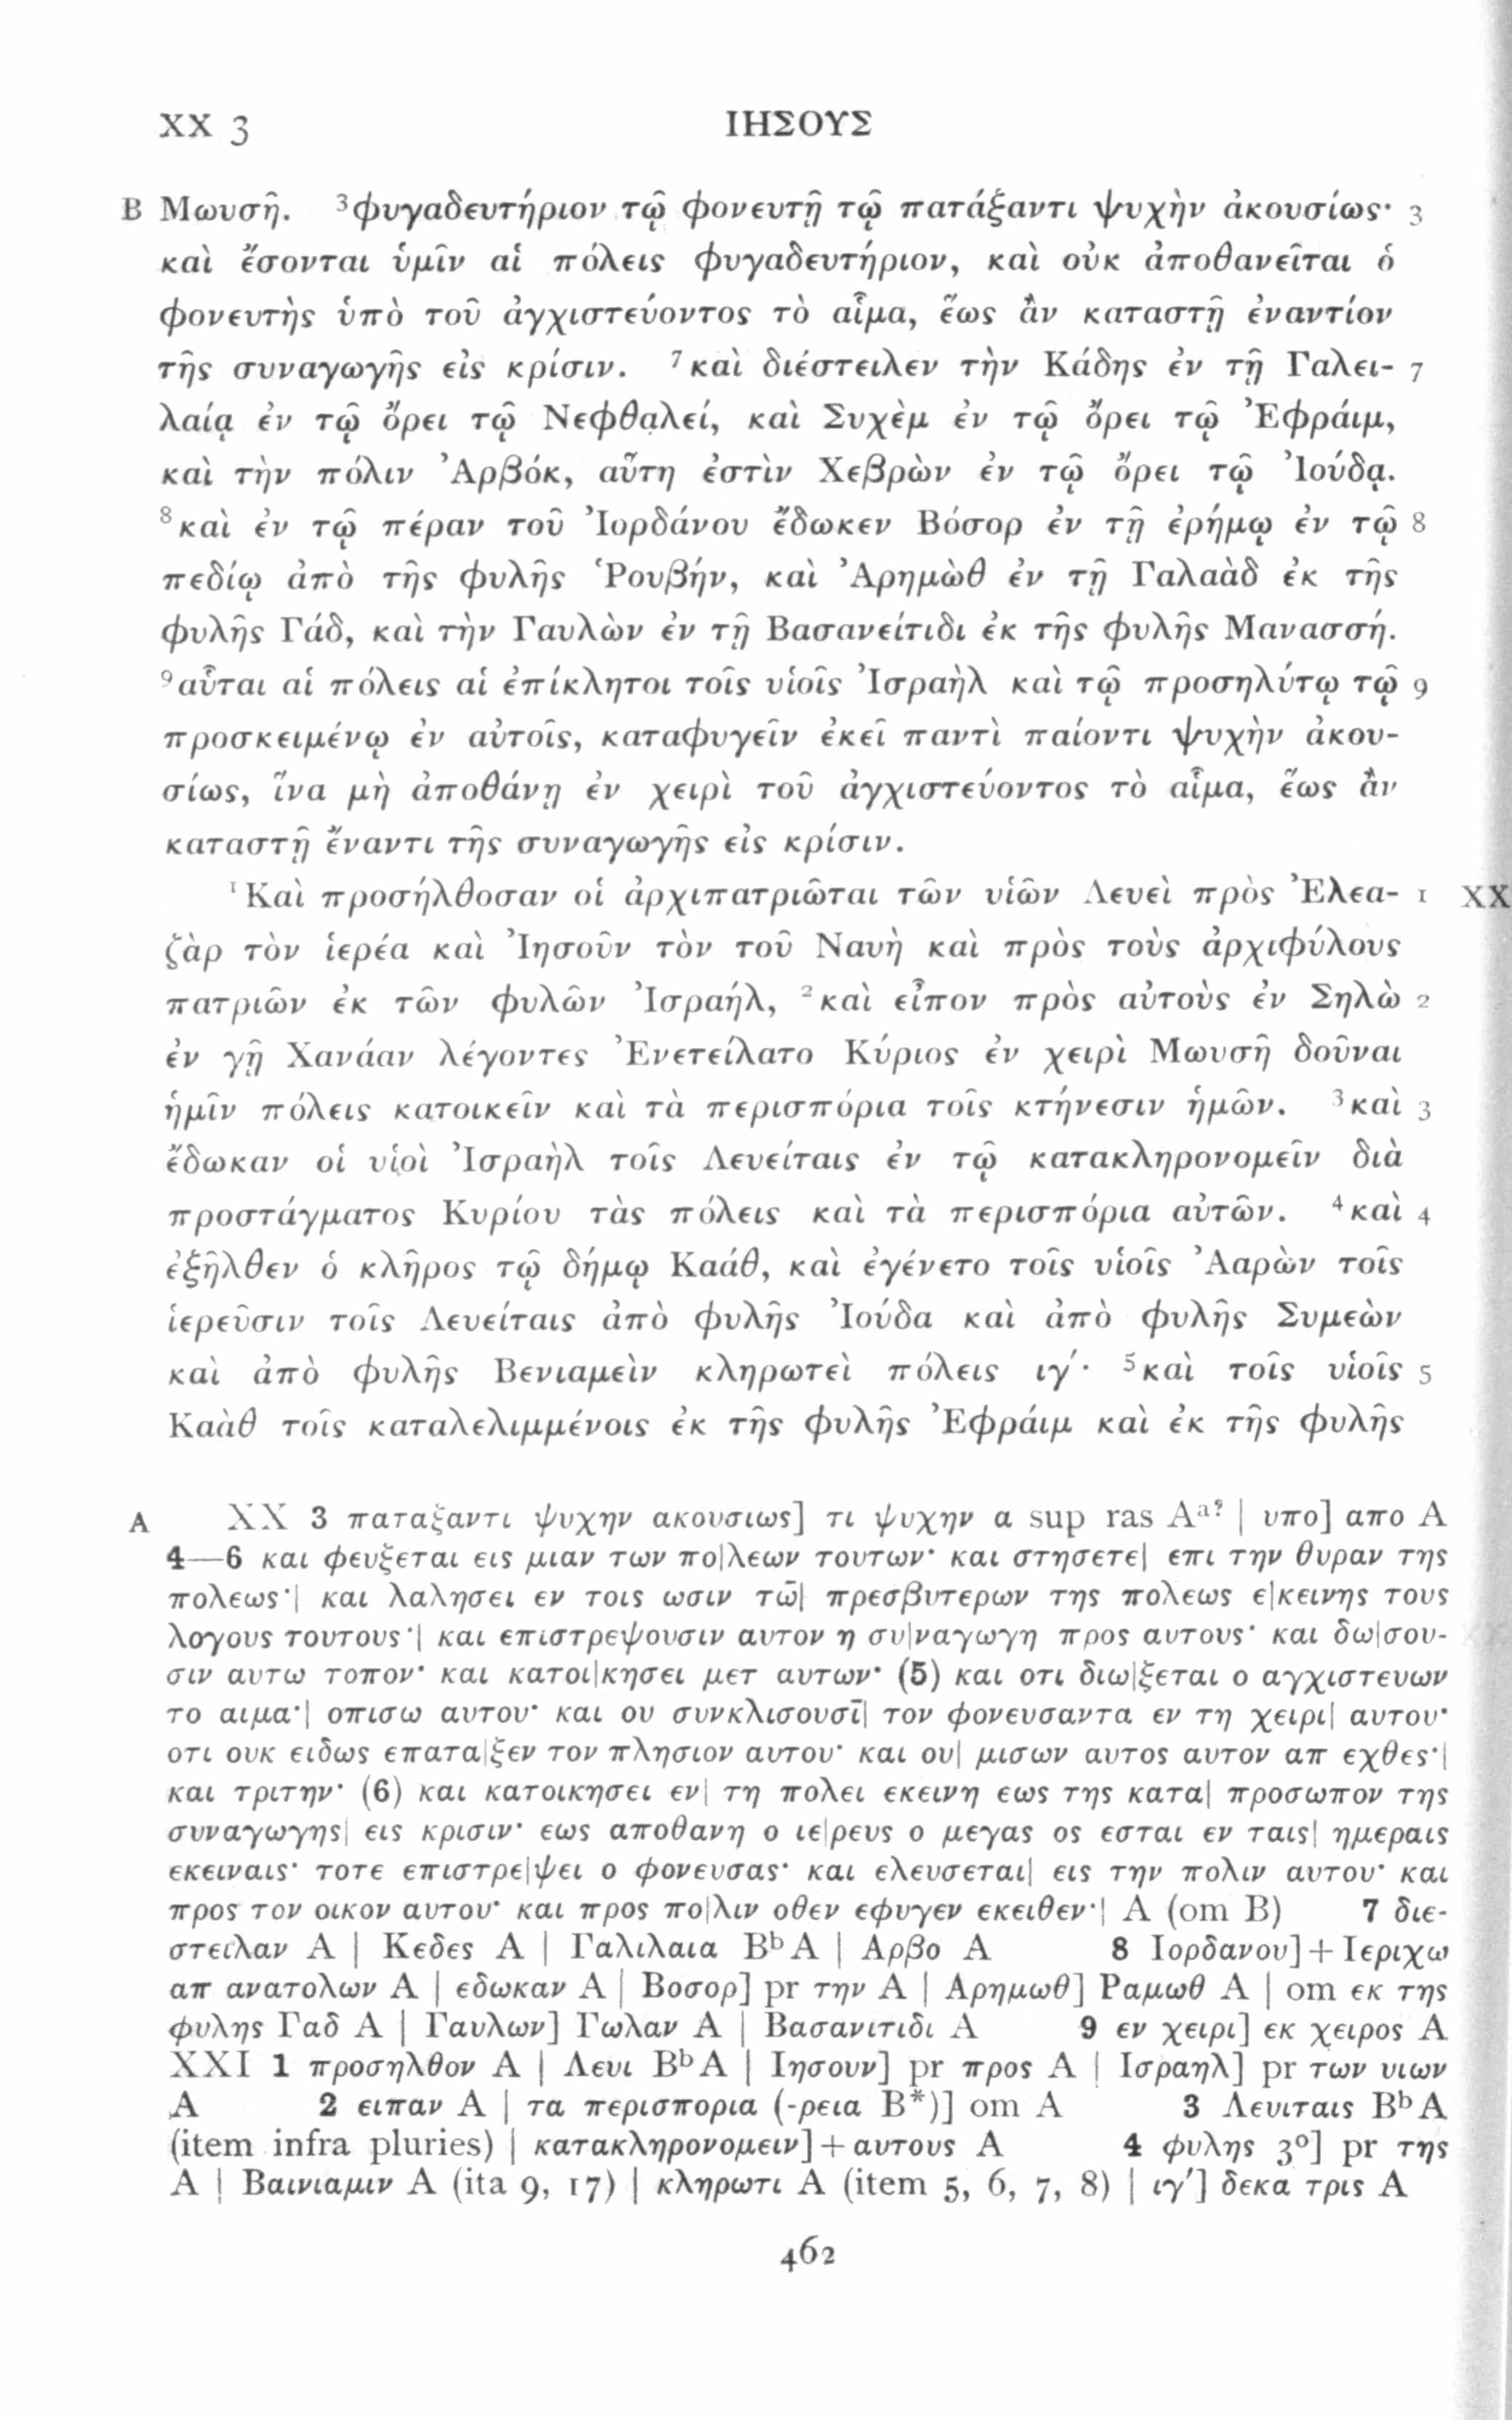 XX 3 ΙΗΣΟΥΣ
B Μωυσῆ. ³φυγαδευτήριον τῷ φονευτῇ τῷ πατάξαντι ψυχὴν ἀκουσίως· 3
καὶ ἔσονται ὑμῖν αἱ πόλεις φυγαδευτήριον, καὶ οὐκ ἀποθανεῖται ὁ
φονευτὴς ὑπὸ τοῦ ἀγχιστεύοντος τὸ αἷμα, ἕως ἂν καταστῇ ἐναντίον
τῆς συναγωγῆς εἰς κρίσιν. ⁷καὶ διέστειλεν τὴν Κάδης ἐν τῇ Γαλει- 7
λαίᾳ ἐν τῷ ὄρει τῷ Νεφθαλεί, καὶ Συχὲμ ἐν τῷ ὄρει τῷ Ἐφράιμ,
καὶ τὴν πόλιν Ἀρβόκ, αὕτη ἐστὶν Χεβρὼν ἐν τῷ ὄρει τῷ Ἰούδᾳ.
⁸καὶ ἐν τῷ πέραν τοῦ Ἰορδάνου ἔδωκεν Βόσορ ἐν τῇ ἐρήμῳ ἐν τῷ 8
πεδίῳ ἀπὸ τῆς φυλῆς Ῥουβήν, καὶ Ἀρημὼθ ἐν τῇ Γαλαὰδ ἐκ τῆς
φυλῆς Γάδ, καὶ τὴν Γαυλὼν ἐν τῇ Βασανείτιδι ἐκ τῆς φυλῆς Μανασσή.
⁹αὗται αἱ πόλεις αἱ ἐπίκλητοι τοῖς υἱοῖς Ἰσραὴλ καὶ τῷ προσηλύτῳ τῷ 9
προσκειμένῳ ἐν αὐτοῖς, καταφυγεῖν ἐκεῖ παντὶ παίοντι ψυχὴν ἀκου-
σίως, ἵνα μὴ ἀποθάνῃ ἐν χειρὶ τοῦ ἀγχιστεύοντος τὸ αἷμα, ἕως ἂν
καταστῇ ἔναντι τῆς συναγωγῆς εἰς κρίσιν.
¹Καὶ προσήλθοσαν οἱ ἀρχιπατριῶται τῶν υἱῶν Λευεὶ πρὸς Ἐλεα- 1 XX
ζὰρ τὸν ἱερέα καὶ Ἰησοῦν τὸν τοῦ Ναυὴ καὶ πρὸς τοὺς ἀρχιφύλους
πατριῶν ἐκ τῶν φυλῶν Ἰσραήλ, ²καὶ εἶπον πρὸς αὐτοὺς ἐν Σηλὼ 2
ἐν γῇ Χανάαν λέγοντες Ἐνετείλατο Κύριος ἐν χειρὶ Μωυσῆ δοῦναι
ἡμῖν πόλεις κατοικεῖν καὶ τὰ περισπόρια τοῖς κτήνεσιν ἡμῶν. ³καὶ 3
ἔδωκαν οἱ υἱοὶ Ἰσραὴλ τοῖς Λευείταις ἐν τῷ κατακληρονομεῖν διὰ
προστάγματος Κυρίου τὰς πόλεις καὶ τὰ περισπόρια αὐτῶν. ⁴καὶ 4
ἐξῆλθεν ὁ κλῆρος τῷ δήμῳ Καάθ, καὶ ἐγένετο τοῖς υἱοῖς Ἀαρὼν τοῖς
ἱερεῦσιν τοῖς Λευείταις ἀπὸ φυλῆς Ἰούδα καὶ ἀπὸ φυλῆς Συμεὼν
καὶ ἀπὸ φυλῆς Βενιαμεὶν κληρωτεὶ πόλεις ιγ´· ⁵καὶ τοῖς υἱοῖς 5
Καὰθ τοῖς καταλελιμμένοις ἐκ τῆς φυλῆς Ἐφράιμ καὶ ἐκ τῆς φυλῆς
A XX 3 παταξαντι ψυχην ακουσιως] τι ψυχην α sup ras Aᵃ? | υπο] απο A
4—6 και φευξεται εις μιαν των πο|λεων τουτων· και στησετε| επι την θυραν της
πολεως·| και λαλησει εν τοις ωσιν τω̄| πρεσβυτερων της πολεως ε|κεινης τους
λογους τουτους·| και επιστρεψουσιν αυτον η συ|ναγωγη προς αυτους· και δω|σου-
σιν αυτω τοπον· και κατοι|κησει μετ αυτων· (5) και οτι διω|ξεται ο αγχιστευων
το αιμα·| οπισω αυτου· και ου συνκλισουσῑ| τον φονευσαντα εν τη χειρι| αυτου·
οτι ουκ ειδως επατα|ξεν τον πλησιον αυτου· και ου| μισων αυτος αυτον απ εχθες·|
και τριτην· (6) και κατοικησει εν| τη πολει εκεινη εως της κατα| προσωπον της
συναγωγης| εις κρισιν· εως αποθανη ο ιε|ρευς ο μεγας ος εσται εν ταις| ημεραις
εκειναις· τοτε επιστρε|ψει ο φονευσας· και ελευσεται| εις την πολιν αυτου· και
προς τον οικον αυτου· και προς πο|λιν οθεν εφυγεν εκειθεν·| A (om B) 7 διε-
στειλαν A | Κεδες A | Γαλιλαια Bᵇ A | Αρβο A 8 Ιορδανου]+Ιεριχω
απ ανατολων A | εδωκαν A | Βοσορ] pr την A | Αρημωθ] Ραμωθ A | om εκ της
φυλης Γαδ A | Γαυλων] Γωλαν A | Βασανιτιδι A 9 εν χειρι] εκ χειρος A
XXI 1 προσηλθον A | Λευι Bᵇ A | Ιησουν] pr προς A | Ισραηλ] pr των υιων
A 2 ειπαν A | τα περισπορια (-ρεια B*)] om A 3 Λευιταις Bᵇ A
(item infra pluries) | κατακληρονομειν]+αυτους A 4 φυλης 3º] pr της
A | Βαινιαμιν A (ita 9, 17) | κληρωτι A (item 5, 6, 7, 8) | ιγ´] δεκα τρις A
462